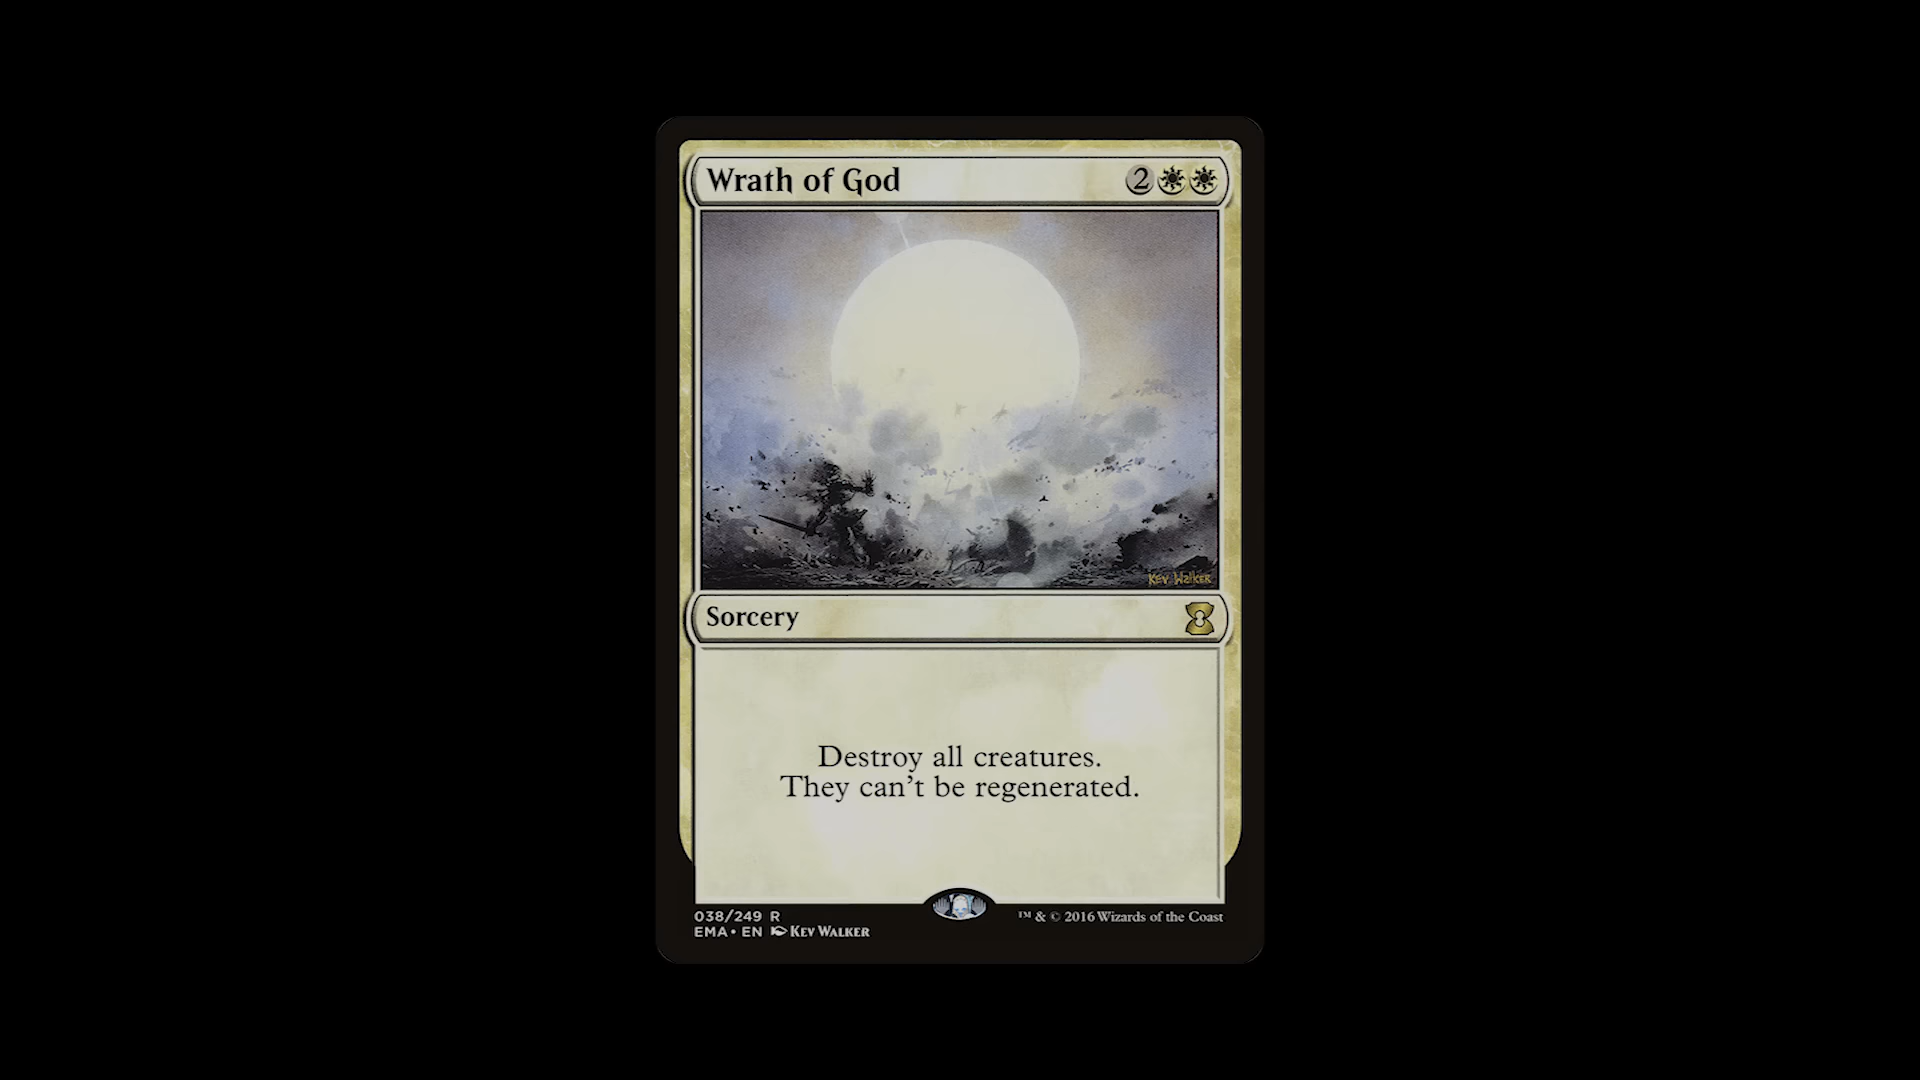 Wrath of God 2
KEV WALKER
Sorcery
Destroy all creatures.
They can't be regenerated.
038/249 R
™ & © 2016 Wizards of the Coast
EMA • EN KEV WALKER